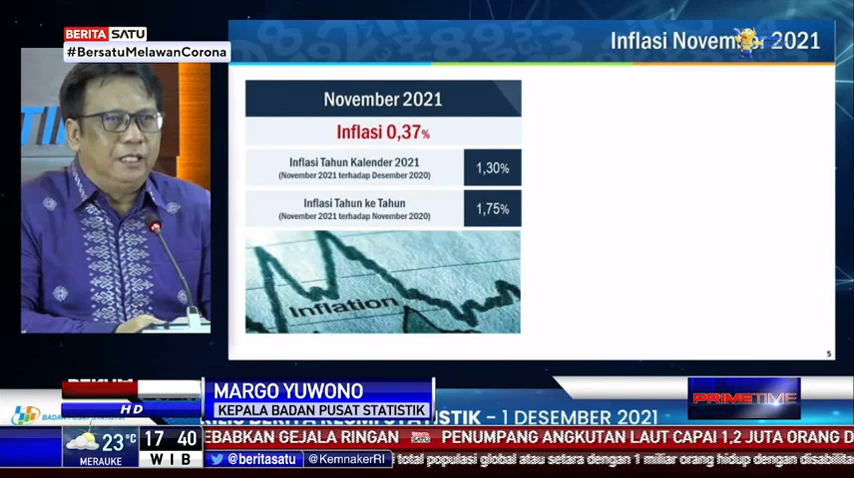 BERITA SATU
#BersatuMelawanCorona
Inflasi November 2021
November 2021
Inflasi 0,37%
Inflasi Tahun Kalender 2021
(November 2021 terhadap Desember 2020)
1,30%
Inflasi Tahun ke Tahun
(November 2021 terhadap November 2020)
1,75%
Inflation
5
MARGO YUWONO
KEPALA BADAN PUSAT STATISTIK
HD
PRIMETIME
– 1 DESEMBER 2021
23°C
MERAUKE
17 40
WIB
EBABKAN GEJALA RINGAN
PENUMPANG ANGKUTAN LAUT CAPAI 1,2 JUTA ORANG D
@beritasatu
@KemnakerRI
total populasi global atau setara dengan 1 miliar orang hidup dengan disabilitas